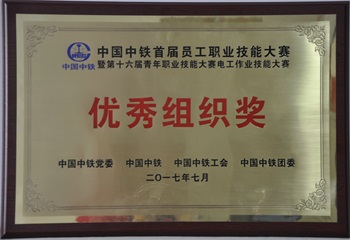 中国中铁
中国中铁首届员工职业技能大赛
暨第十六届青年职业技能大赛电工作业技能大赛
优秀组织奖
中国中铁党委 中国中铁 中国中铁工会 中国中铁团委
二〇一七年七月